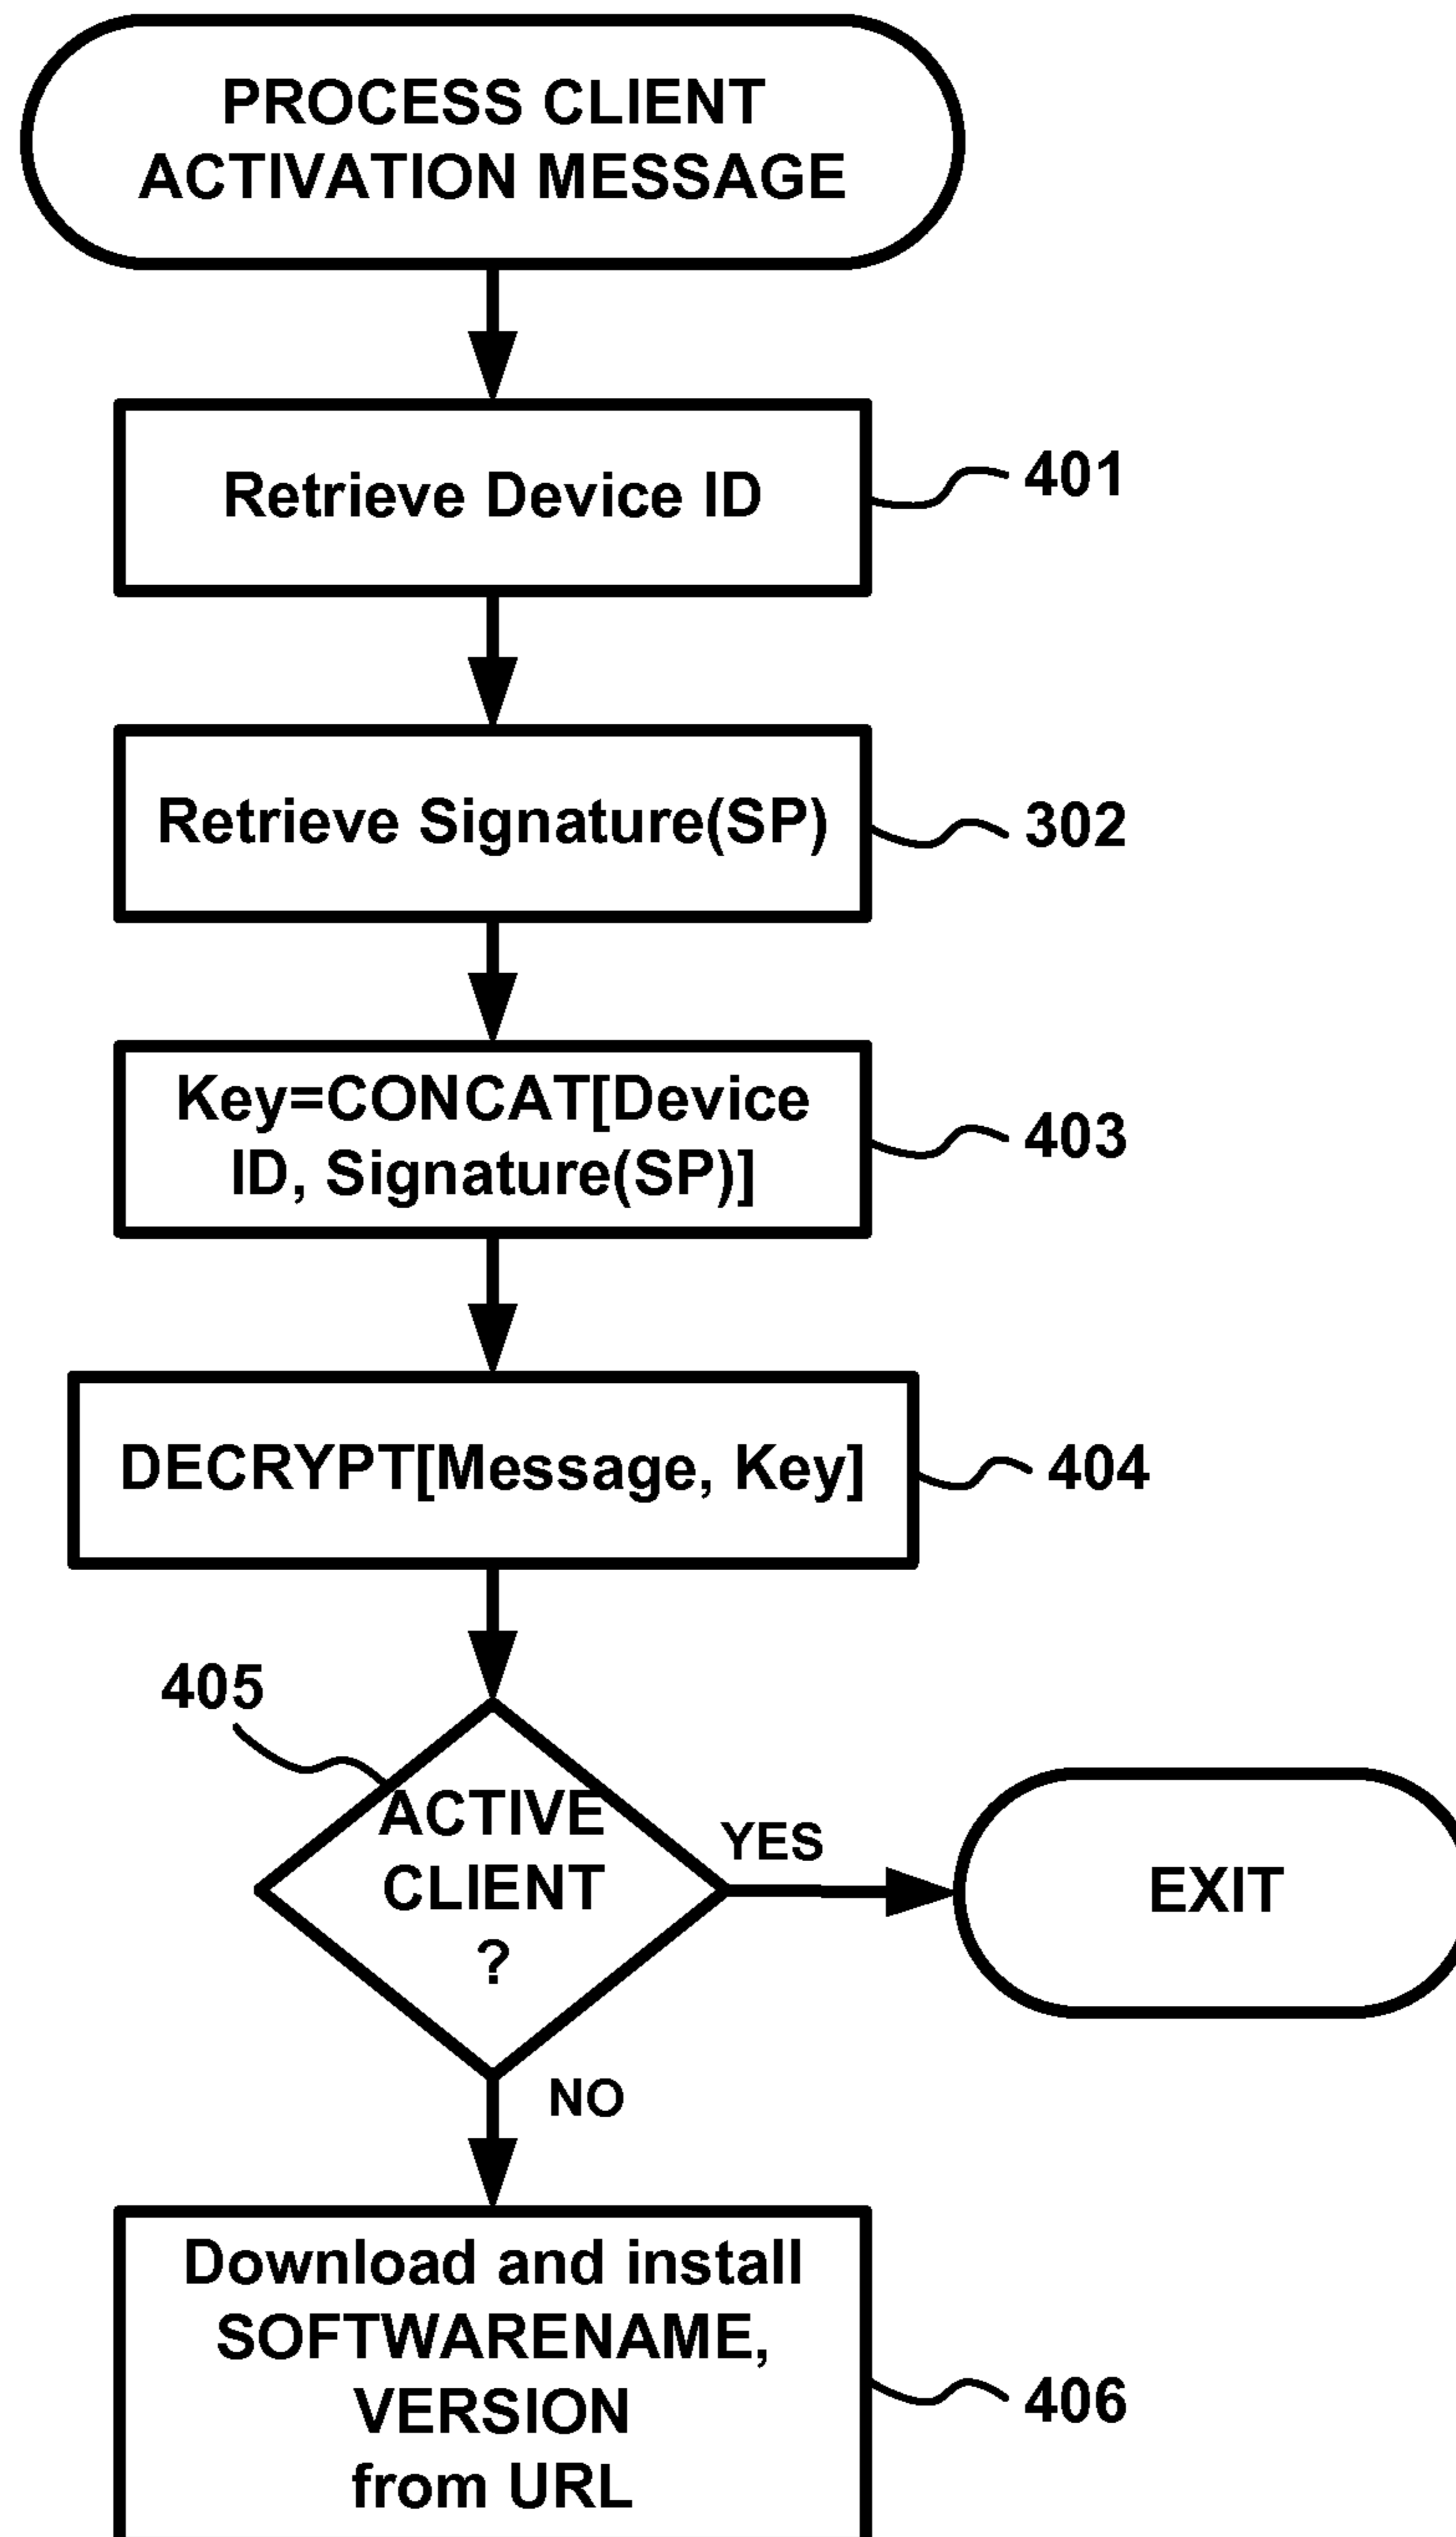 PROCESS CLIENT
ACTIVATION MESSAGE
Retrieve Device ID
401
Retrieve Signature(SP)
302
Key=CONCAT[Device
ID, Signature(SP)]
403
DECRYPT[Message, Key]
404
405
ACTIVE
CLIENT
?
YES
EXIT
NO
Download and install
SOFTWARENAME,
VERSION
from URL
406